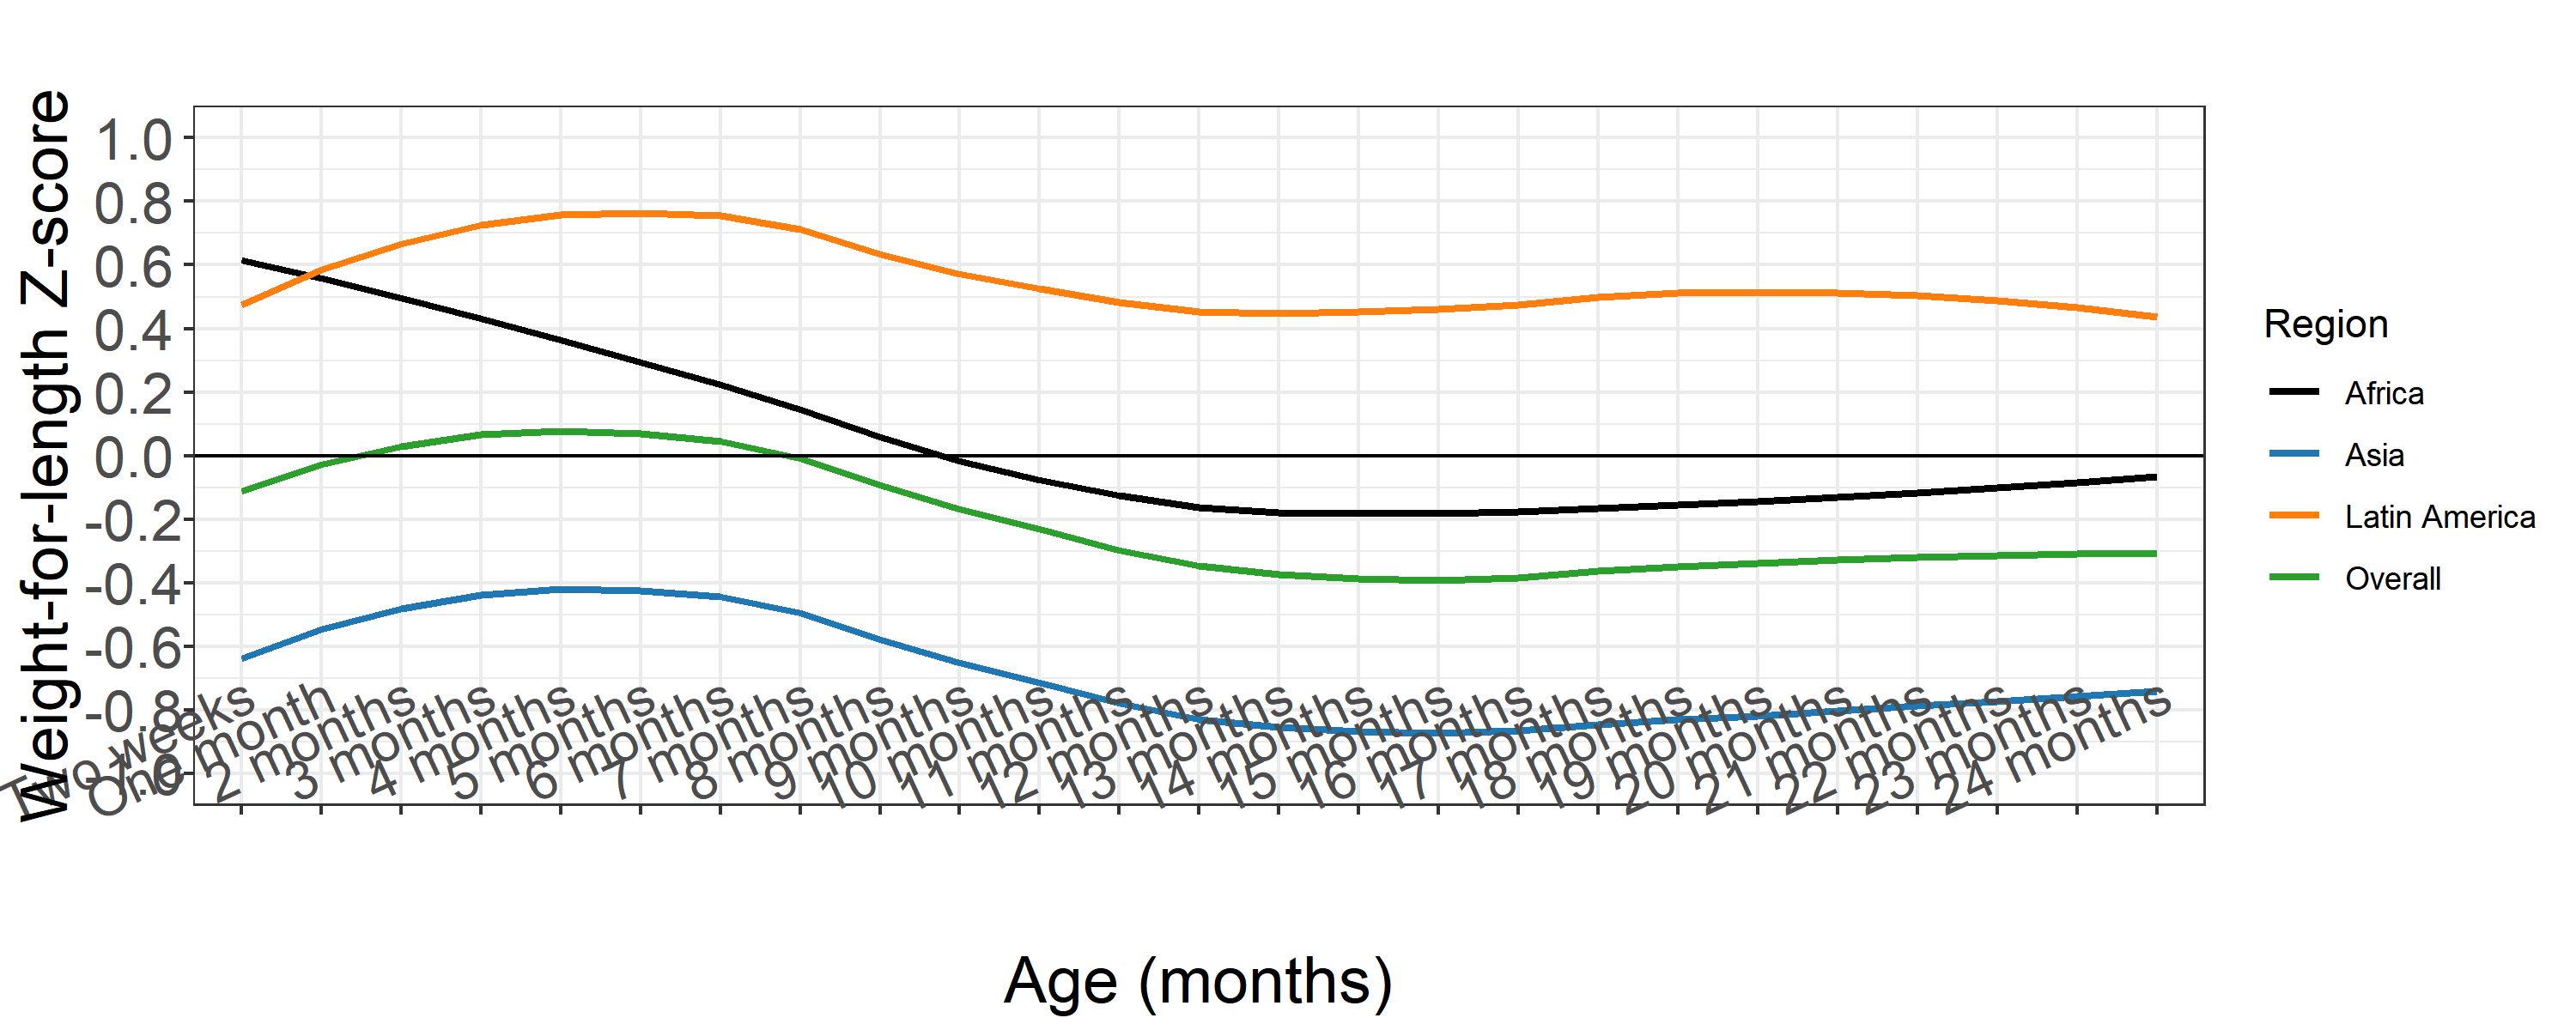 Weight-for-length Z-score
1.0
0.8
0.6
0.4
0.2
0.0
-0.2
-0.4
-0.6
-0.8
-1.0
Two weeks
One month
2 months
3 months
4 months
5 months
6 months
7 months
8 months
9 months
10 months
11 months
12 months
13 months
14 months
15 months
16 months
17 months
18 months
19 months
20 months
21 months
22 months
23 months
24 months
Age (months)
Region
Africa
Asia
Latin America
Overall